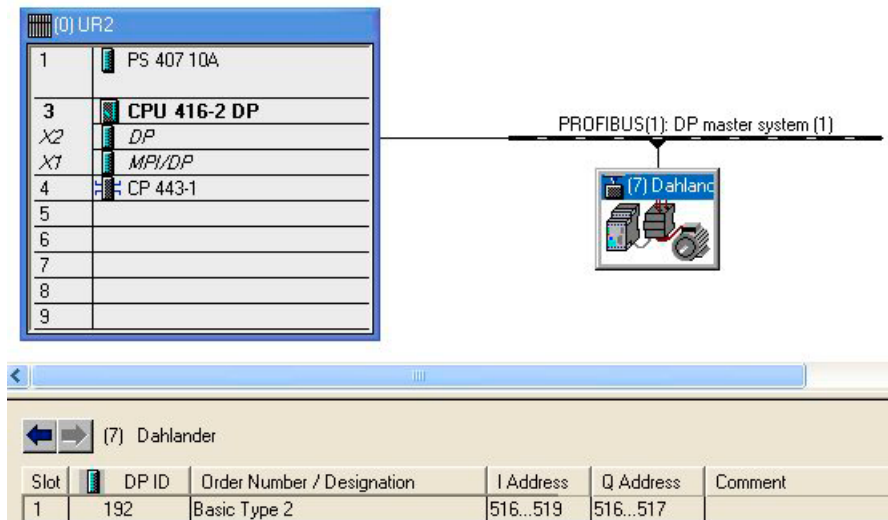 (0) UR2
1 PS 407 10A
3 CPU 416-2 DP
X2 DP
X1 MPI/DP
4 CP 443-1
5
6
7
8
9
PROFIBUS(1): DP master system (1)
(7) Dahland
(7) Dahlander
Slot DP ID Order Number / Designation I Address Q Address Comment
1 192 Basic Type 2 516...519 516...517